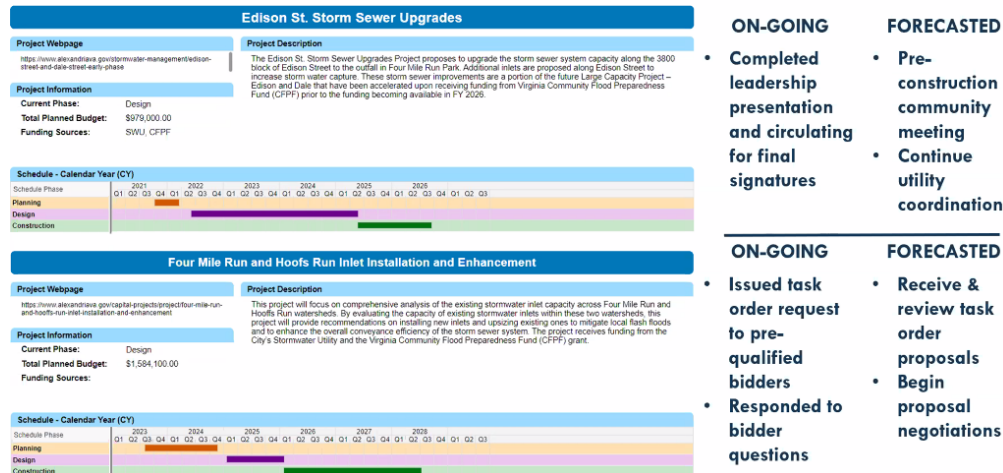 Edison St. Storm Sewer Upgrades
Project Webpage
https://www.alexandriava.gov/stormwater-management/edison-
street-and-dale-street-early-phase
Project Information
Current Phase: Design
Total Planned Budget: $979,000.00
Funding Sources: SWU, CFPF
Project Description
The Edison St. Storm Sewer Upgrades Project proposes to upgrade the storm sewer system capacity along the 3800
block of Edison Street to the outfall in Four Mile Run Park. Additional inlets are proposed along Edison Street to
increase storm water capture. These storm sewer improvements are a portion of the future Large Capacity Project –
Edison and Dale that have been accelerated upon receiving funding from Virginia Community Flood Preparedness
Fund (CFPF) prior to the funding becoming available in FY 2026.
Schedule - Calendar Year (CY)
Schedule Phase
2021 2022 2023 2024 2025 2026
Q1 Q2 Q3 Q4 Q1 Q2 Q3 Q4 Q1 Q2 Q3 Q4 Q1 Q2 Q3 Q4 Q1 Q2 Q3 Q4 Q1 Q2 Q3 Q4 Q1 Q2 Q3
Planning
Design
Construction
ON-GOING
• Completed
leadership
presentation
and circulating
for final
signatures
FORECASTED
• Pre-
construction
community
meeting
• Continue
utility
coordination
Four Mile Run and Hoofs Run Inlet Installation and Enhancement
Project Webpage
https://www.alexandriava.gov/capital-projects/project/four-mile-run-
and-hoofs-run-inlet-installation-and-enhancement
Project Information
Current Phase: Design
Total Planned Budget: $1,584,100.00
Funding Sources:
Project Description
This project will focus on comprehensive analysis of the existing stormwater inlet capacity across Four Mile Run and
Hoofs Run watersheds. By evaluating the capacity of existing stormwater inlets within these two watersheds, this
project will provide recommendations on installing new inlets and upsizing existing ones to mitigate local flash floods
and to enhance the overall conveyance efficiency of the storm sewer system. The project receives funding from the
City's Stormwater Utility and the Virginia Community Flood Preparedness Fund (CFPF) grant.
Schedule - Calendar Year (CY)
Schedule Phase
2023 2024 2025 2026 2027 2028
Q1 Q2 Q3 Q4 Q1 Q2 Q3 Q4 Q1 Q2 Q3 Q4 Q1 Q2 Q3 Q4 Q1 Q2 Q3 Q4 Q1 Q2 Q3 Q4 Q1 Q2 Q3
Planning
Design
Construction
ON-GOING
• Issued task
order request
to pre-
qualified
bidders
• Responded to
bidder
questions
FORECASTED
• Receive &
review task
order
proposals
• Begin
proposal
negotiations